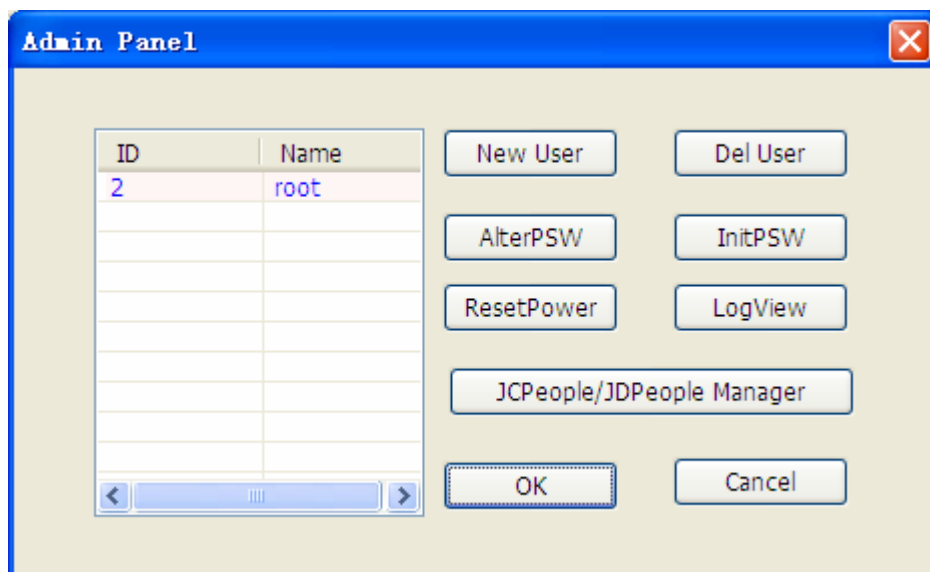 Admin Panel
ID Name
2 root
New User Del User
AlterPSW InitPSW
ResetPower LogView
JCPeople/JDPeople Manager
OK Cancel